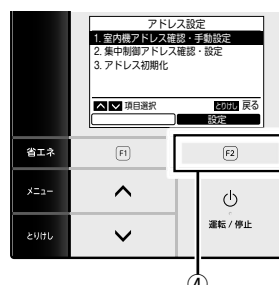 アドレス設定
1. 室内機アドレス確認・手動設定
2. 集中制御アドレス確認・設定
3. アドレス初期化
項目選択 とりけし 戻る
設定
省エネ F1 F2
メニュー
運転 / 停止
とりけし
④